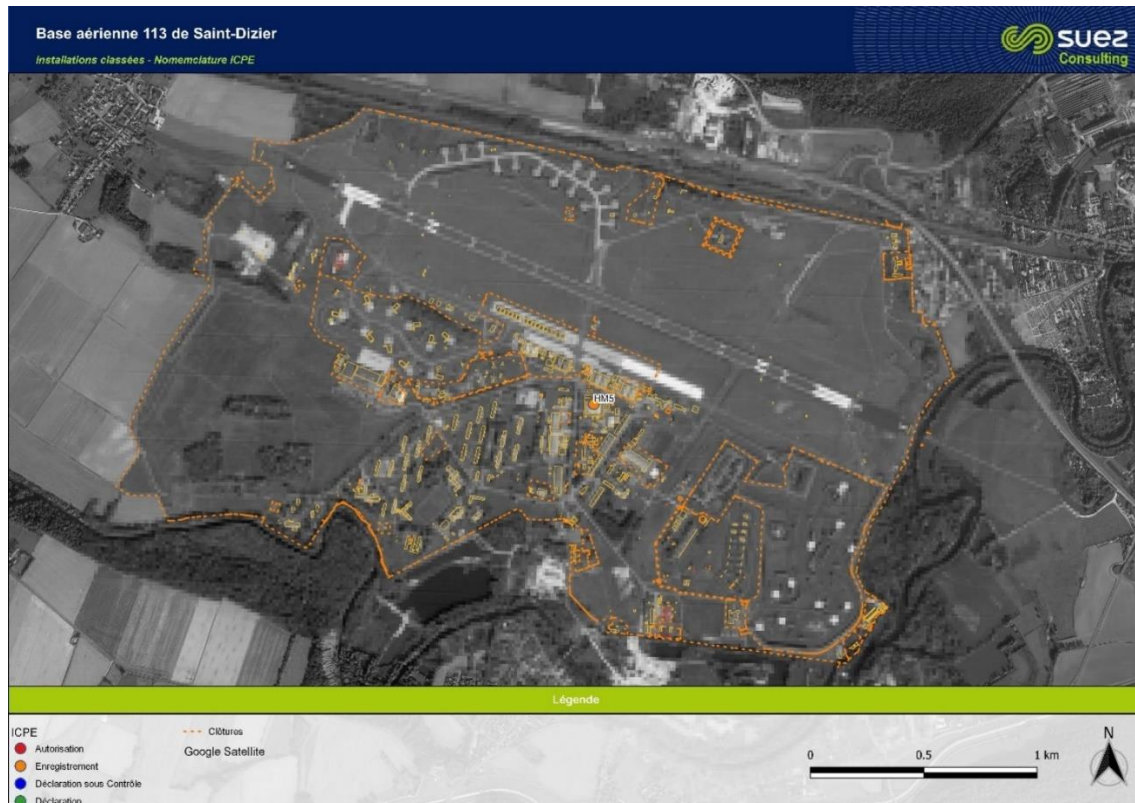 Base aérienne 113 de Saint-Dizier
Installations classées - Nomemclature ICPE
suez
Consulting
HM5
Légende
ICPE
Autorisation
Enregistrement
Déclaration sous Contrôle
Déclaration
Clôtures
Google Satellite
0 0.5 1 km
N